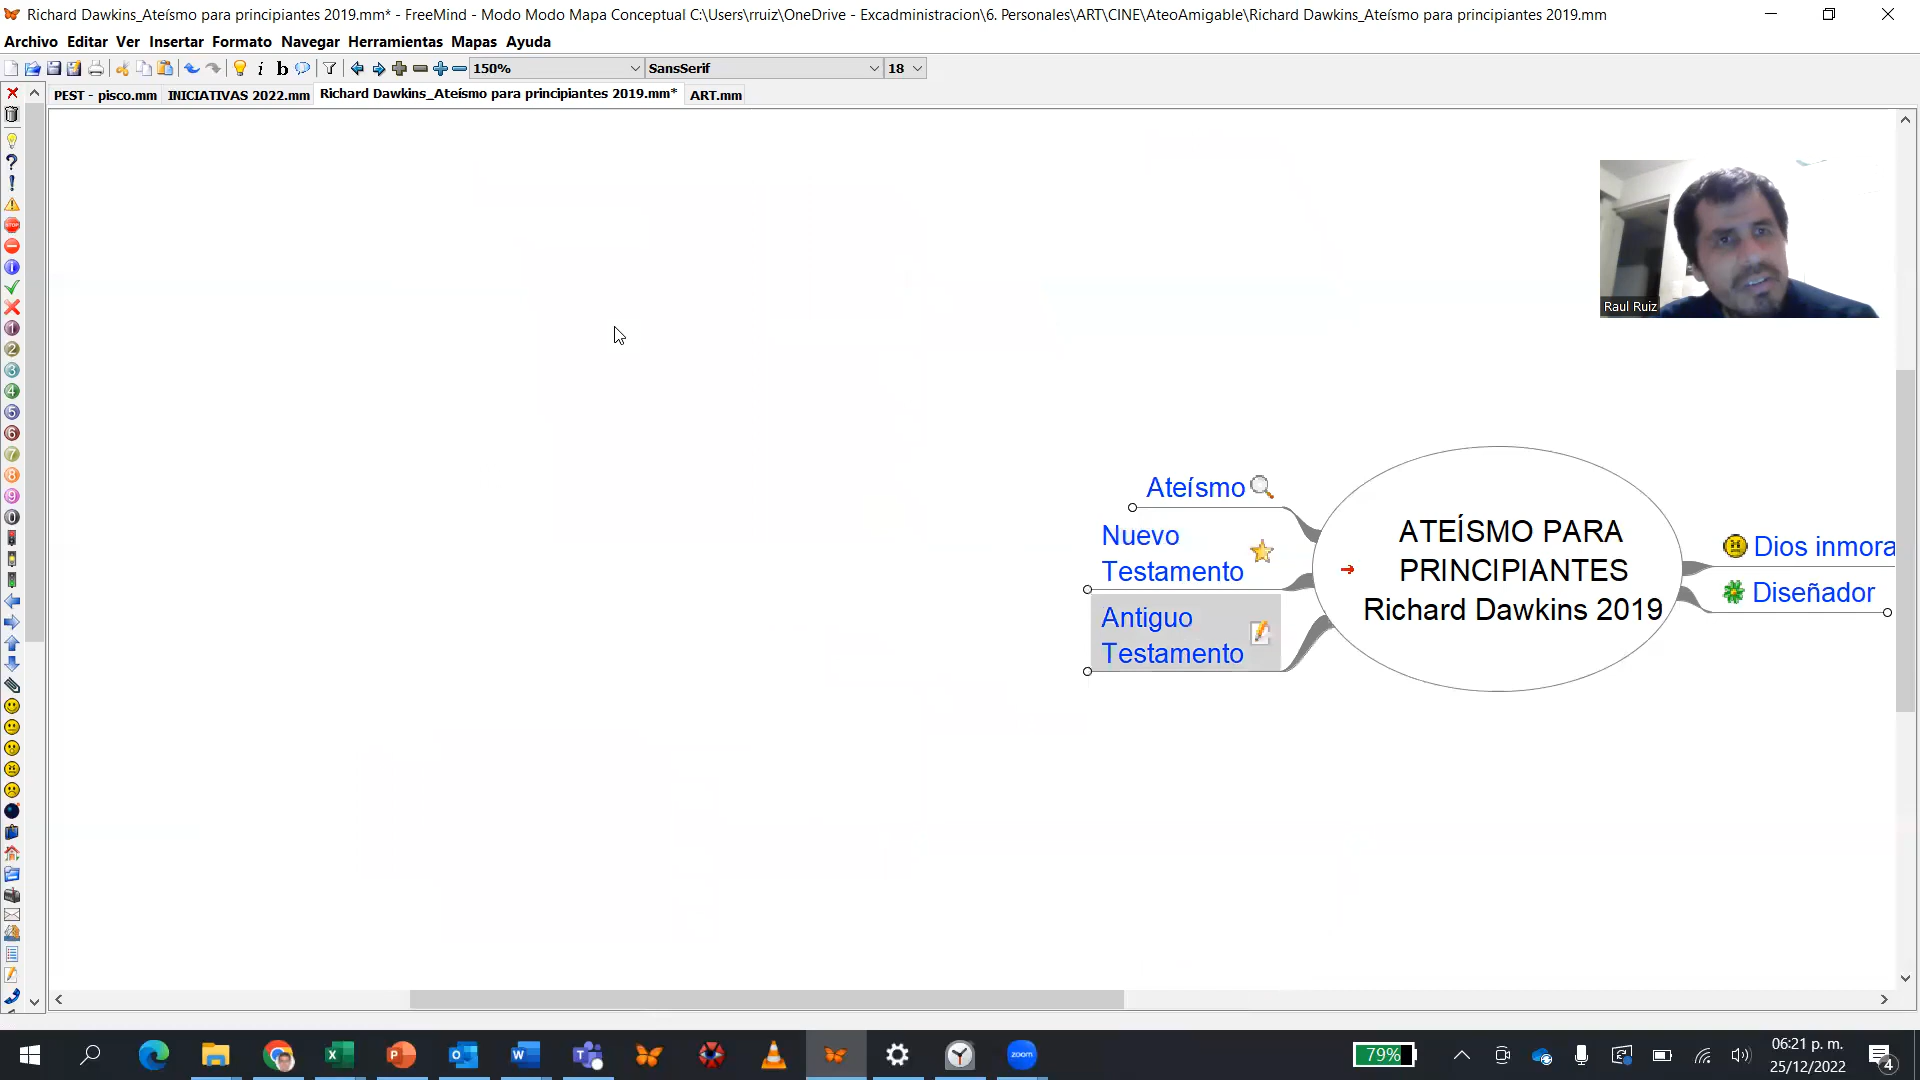 Richard Dawkins_Ateísmo para principiantes 2019.mm* - FreeMind - Modo Modo Mapa Conceptual C:\Users\rruiz\OneDrive - Excadministracion\6. Personales\ART\CINE\AteoAmigable\Richard Dawkins_Ateísmo para principiantes 2019.mm
Archivo Editar Ver Insertar Formato Navegar Herramientas Mapas Ayuda
150% SansSerif 18
PEST - pisco.mm INICIATIVAS 2022.mm Richard Dawkins_Ateísmo para principiantes 2019.mm* ART.mm
Raul Ruiz
Ateísmo
Nuevo
Testamento
Antiguo
Testamento
ATEÍSMO PARA
PRINCIPIANTES
Richard Dawkins 2019
Dios inmora
Diseñador
79%
06:21 p. m.
25/12/2022
4
zoom